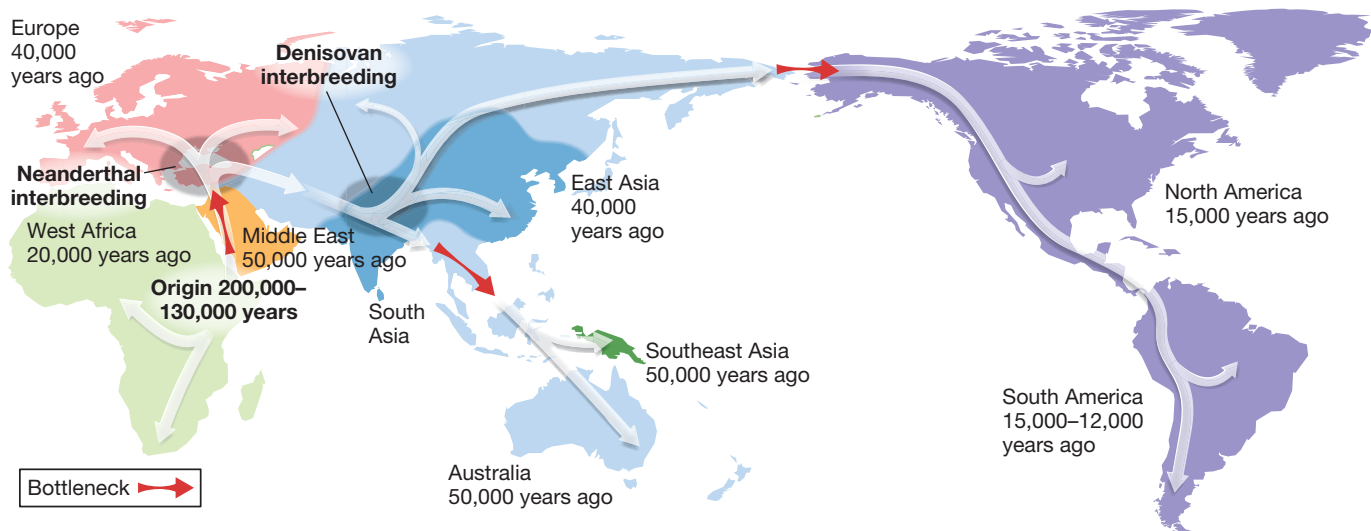 Europe
40,000
years ago
Denisovan
interbreeding
Neanderthal
interbreeding
West Africa
20,000 years ago
Middle East
50,000 years ago
Origin 200,000–
130,000 years
South
Asia
East Asia
40,000
years ago
Southeast Asia
50,000 years ago
Australia
50,000 years ago
North America
15,000 years ago
South America
15,000–12,000
years ago
Bottleneck